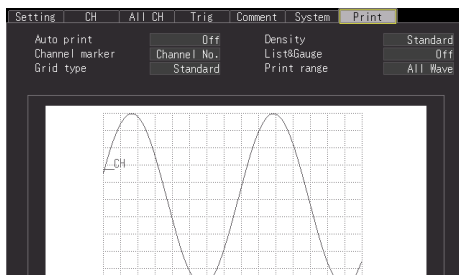 Setting CH All CH Trig Comment System Print
Auto print Off Density Standard
Channel marker Channel No. List&Gauge Off
Grid type Standard Print range All Wave
CH